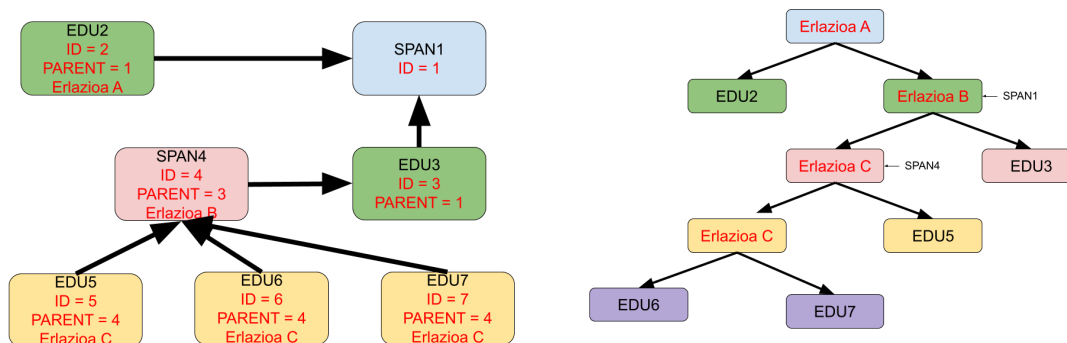 EDU2
ID = 2
PARENT = 1
Erlazioa A
SPAN1
ID = 1
SPAN4
ID = 4
PARENT = 3
Erlazioa B
EDU3
ID = 3
PARENT = 1
EDU5
ID = 5
PARENT = 4
Erlazioa C
EDU6
ID = 6
PARENT = 4
Erlazioa C
EDU7
ID = 7
PARENT = 4
Erlazioa C
Erlazioa A
EDU2
Erlazioa B
SPAN1
Erlazioa C
SPAN4
EDU3
Erlazioa C
EDU5
EDU6
EDU7